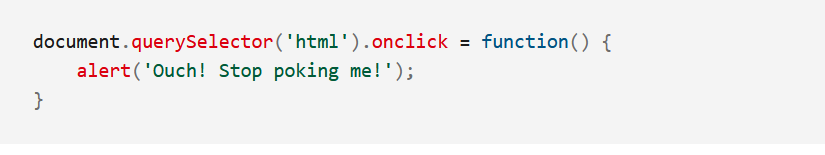 document.querySelector('html').onclick = function() {
    alert('Ouch! Stop poking me!');
}